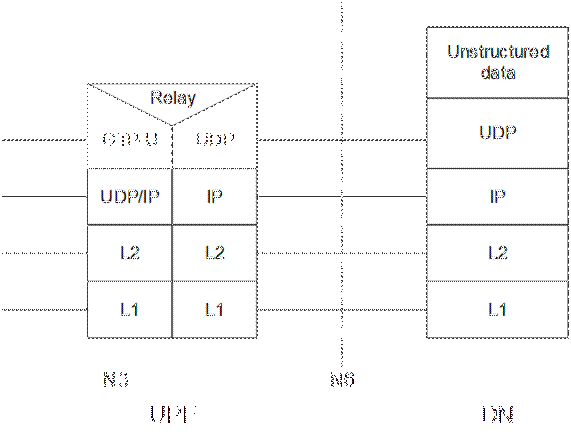 Unstructured
data
Relay
GTP-U UDP UDP
UDP/IP IP IP
L2 L2 L2
L1 L1 L1
N3 N6
UPF DN